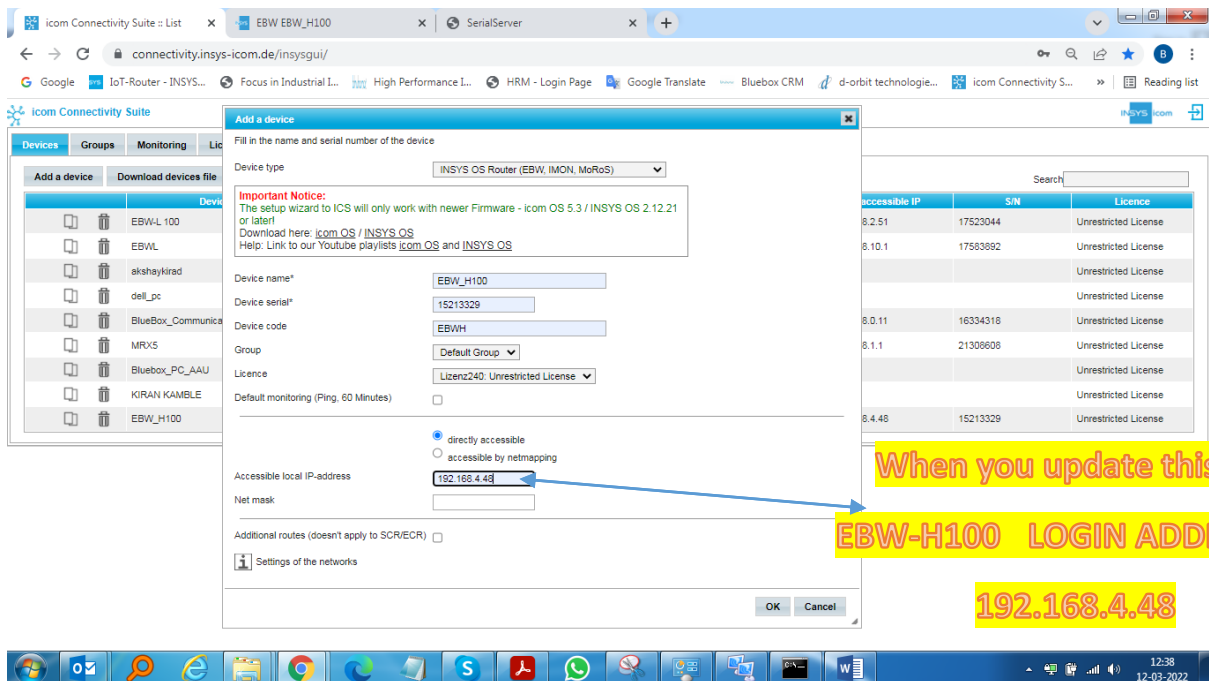 icom Connectivity Suite :: List
EBW EBW_H100
SerialServer
connectivity.insys-icom.de/insysgui/
B
Google
IoT-Router - INSYS...
Focus in Industrial I...
High Performance I...
HRM - Login Page
Google Translate
Bluebox CRM
d-orbit technologie...
icom Connectivity S...
»
Reading list
icom Connectivity Suite
INSYS icom
Devices Groups Monitoring Lic
Add a device Download devices file
Search
Devic
accessible IP S/N Licence
EBW-L 100 8.2.51 17523044 Unrestricted License
EBWL 8.10.1 17583892 Unrestricted License
akshaykirad Unrestricted License
dell_pc Unrestricted License
BlueBox_Communica 8.0.11 16334318 Unrestricted License
MRX5 8.1.1 21308608 Unrestricted License
Bluebox_PC_AAU Unrestricted License
KIRAN KAMBLE Unrestricted License
EBW_H100 8.4.48 15213329 Unrestricted License
Add a device
Fill in the name and serial number of the device
Device type INSYS OS Router (EBW, IMON, MoRoS)
Important Notice:
The setup wizard to ICS will only work with newer Firmware - icom OS 5.3 / INSYS OS 2.12.21
or later!
Download here: icom OS / INSYS OS
Help: Link to our Youtube playlists icom OS and INSYS OS
Device name* EBW_H100
Device serial* 15213329
Device code EBWH
Group Default Group
Licence Lizenz240: Unrestricted License
Default monitoring (Ping, 60 Minutes)
directly accessible
accessible by netmapping
Accessible local IP-address 192.168.4.48
Net mask
Additional routes (doesn't apply to SCR/ECR)
Settings of the networks
OK Cancel
When you update this
EBW-H100 LOGIN ADD
192.168.4.48
12:38
12-03-2022